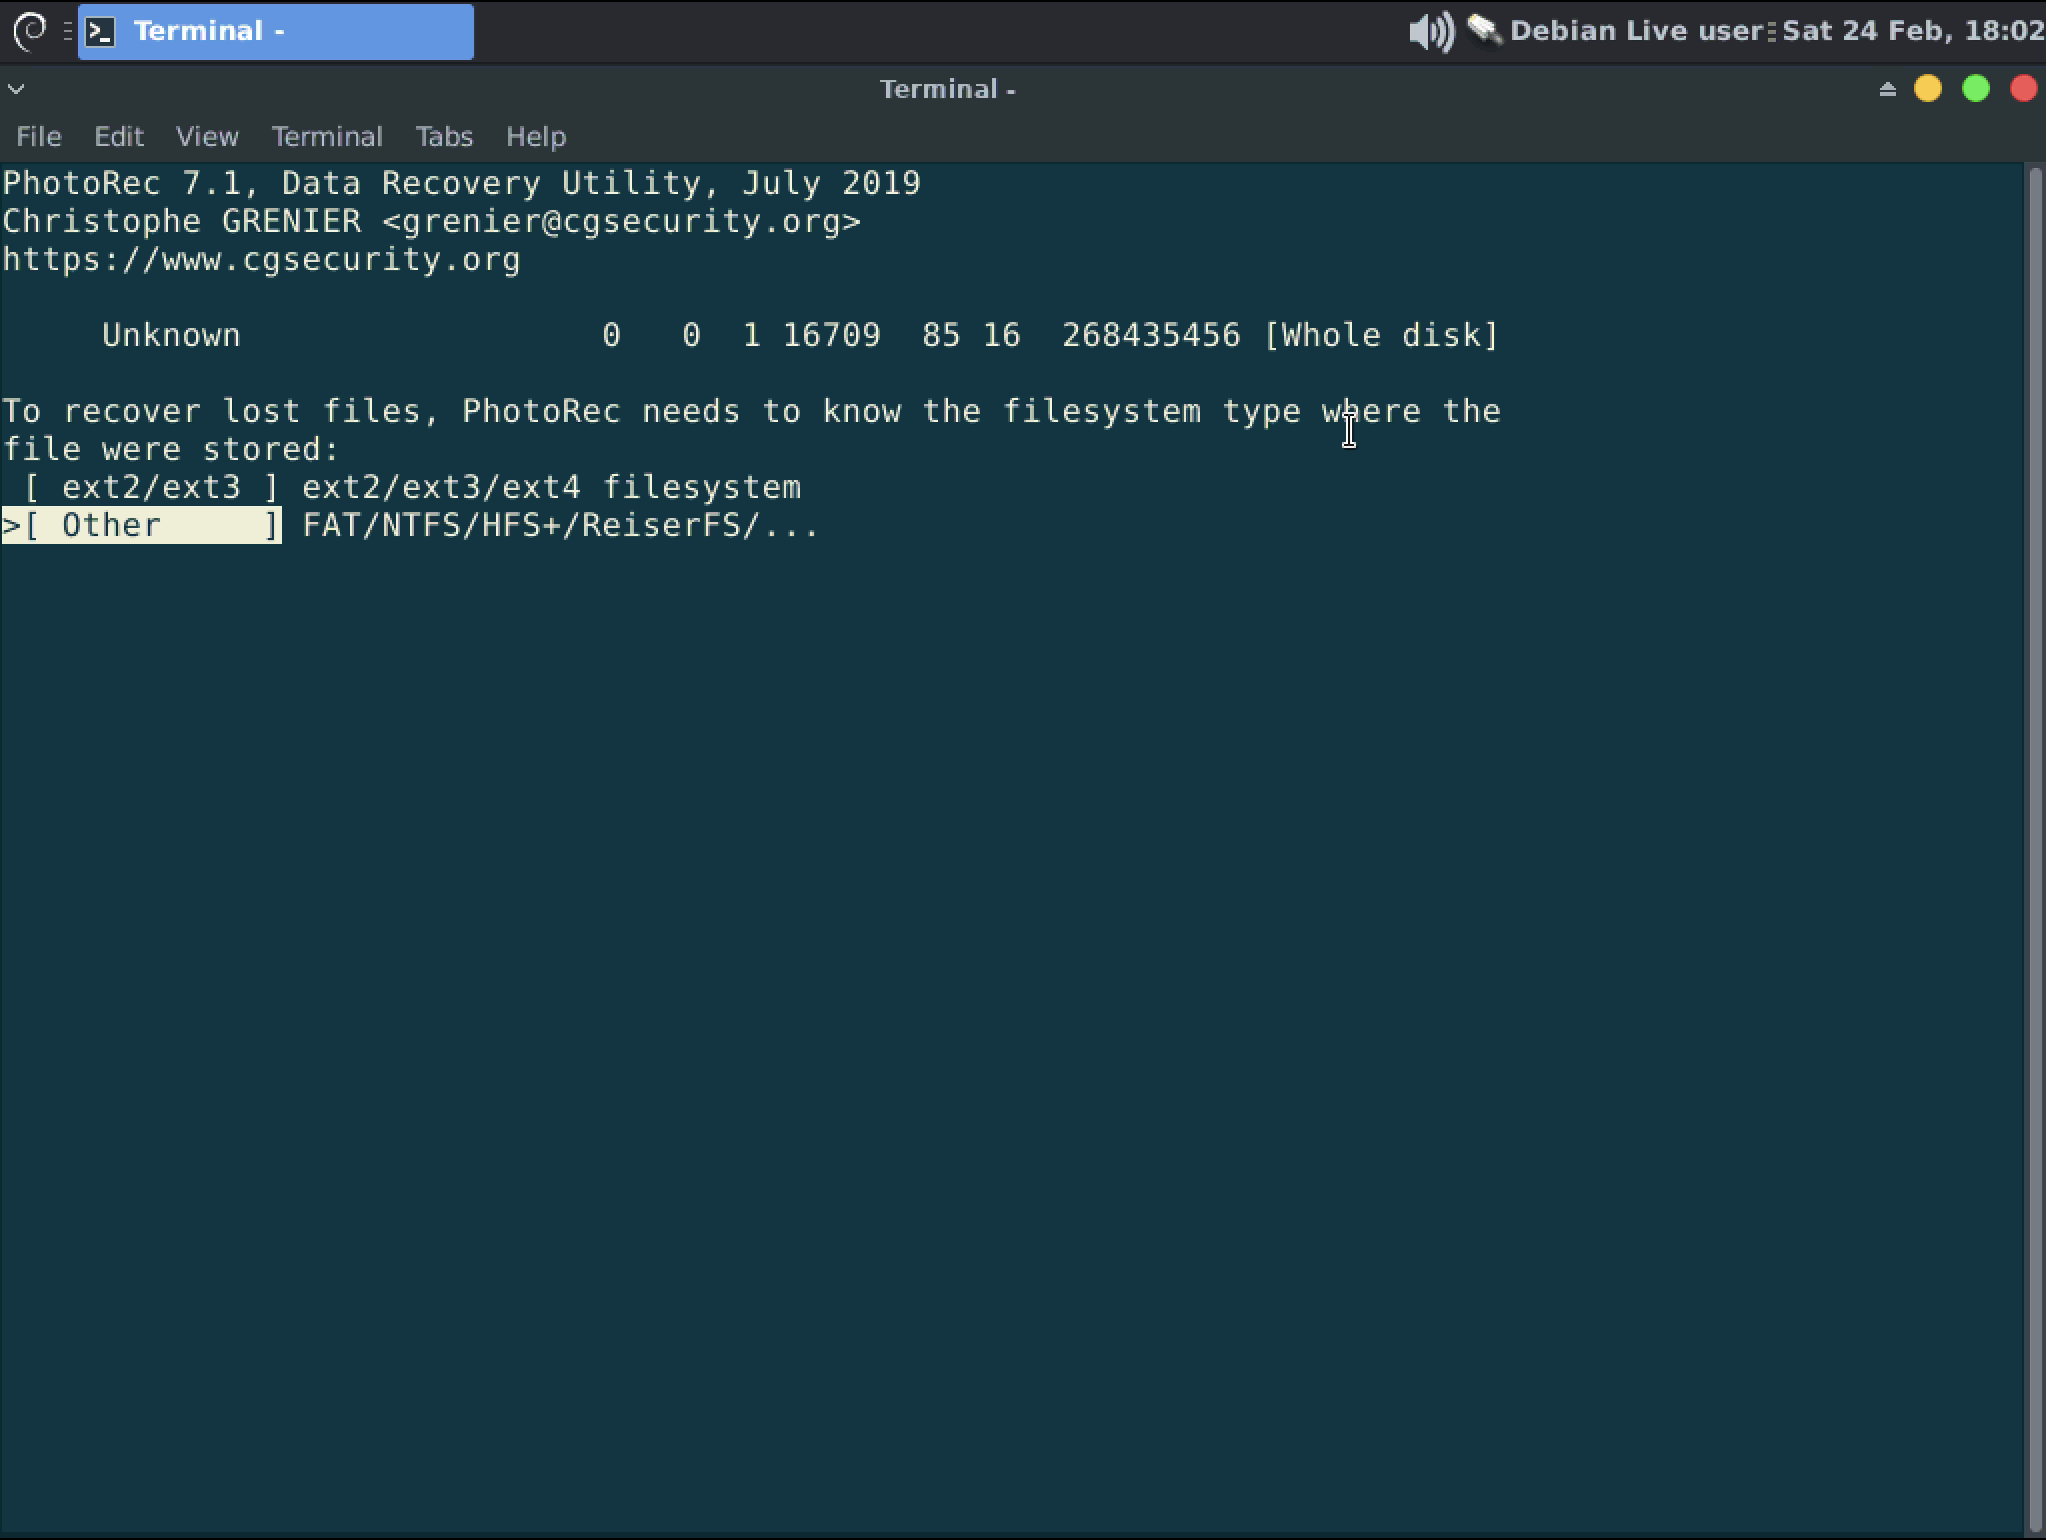 Terminal -
Debian Live user
Sat 24 Feb, 18:02
Terminal -
File Edit View Terminal Tabs Help
PhotoRec 7.1, Data Recovery Utility, July 2019
Christophe GRENIER <grenier@cgsecurity.org>
https://www.cgsecurity.org
Unknown 0 0 1 16709 85 16 268435456 [Whole disk]
To recover lost files, PhotoRec needs to know the filesystem type where the
file were stored:
[ ext2/ext3 ] ext2/ext3/ext4 filesystem
>[ Other ] FAT/NTFS/HFS+/ReiserFS/...